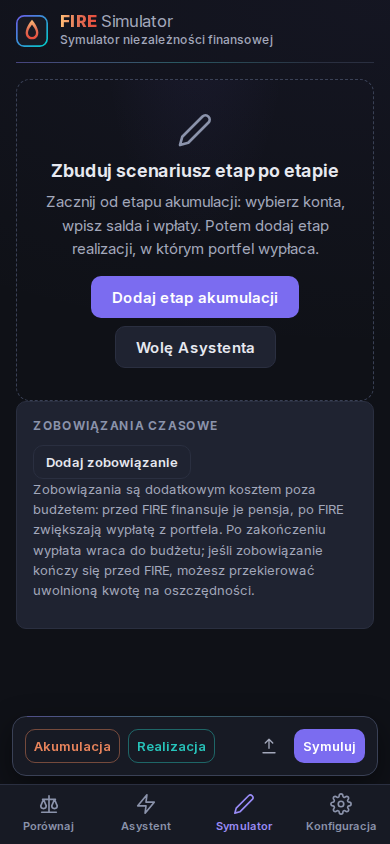 FIRE Simulator
Symulator niezależności finansowej
Zbuduj scenariusz etap po etapie
Zacznij od etapu akumulacji: wybierz konta,
wpisz salda i wpłaty. Potem dodaj etap
realizacji, w którym portfel wypłaca.
Dodaj etap akumulacji
Wolę Asystenta
ZOBOWIĄZANIA CZASOWE
Dodaj zobowiązanie
Zobowiązania są dodatkowym kosztem poza
budżetem: przed FIRE finansuje je pensja, po FIRE
zwiększają wypłatę z portfela. Po zakończeniu
wypłata wraca do budżetu; jeśli zobowiązanie
kończy się przed FIRE, możesz przekierować
uwolnioną kwotę na oszczędności.
Akumulacja Realizacja Symuluj
Porównaj Asystent Symulator Konfiguracja